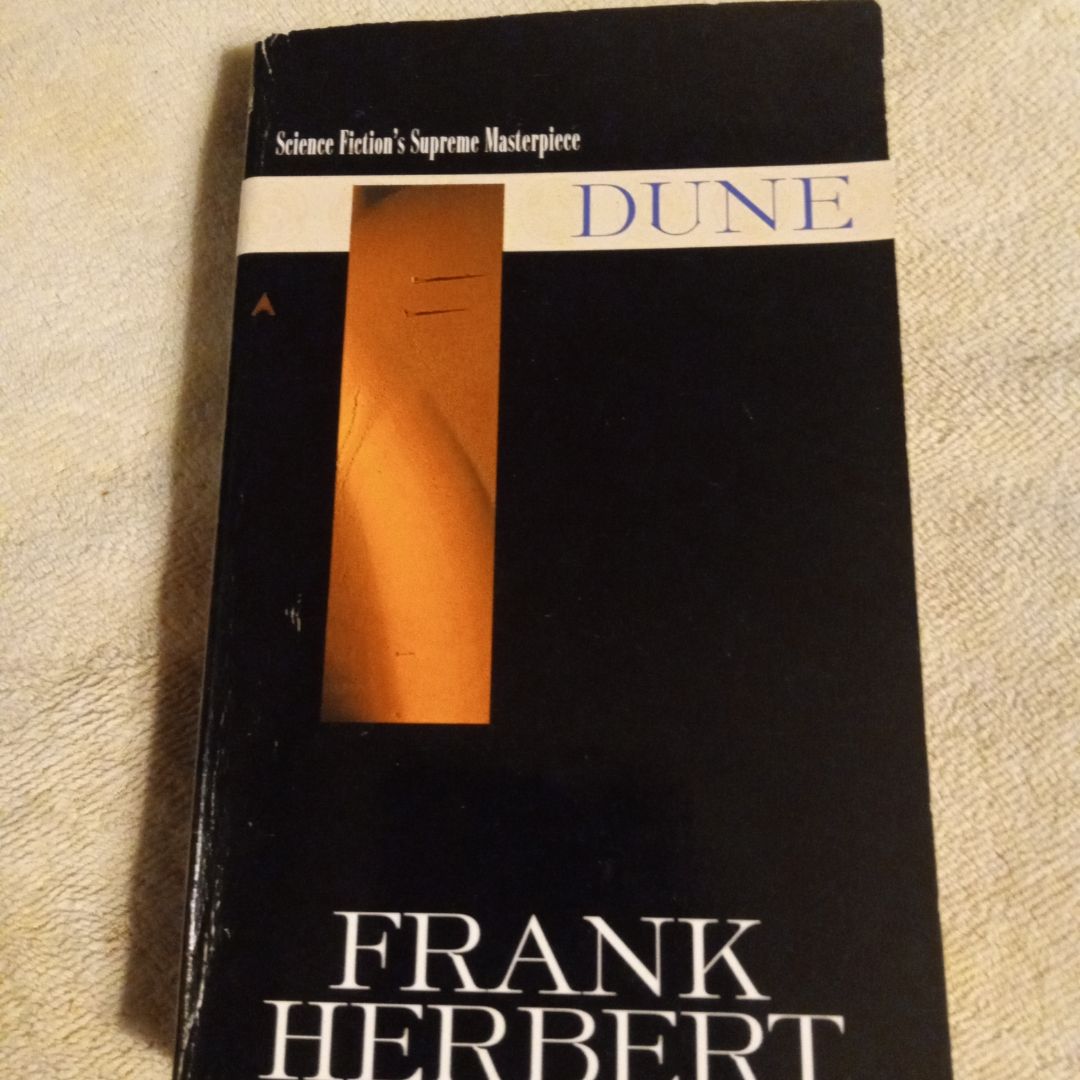 Science Fiction's Supreme Masterpiece
DUNE
FRANK
HERBERT